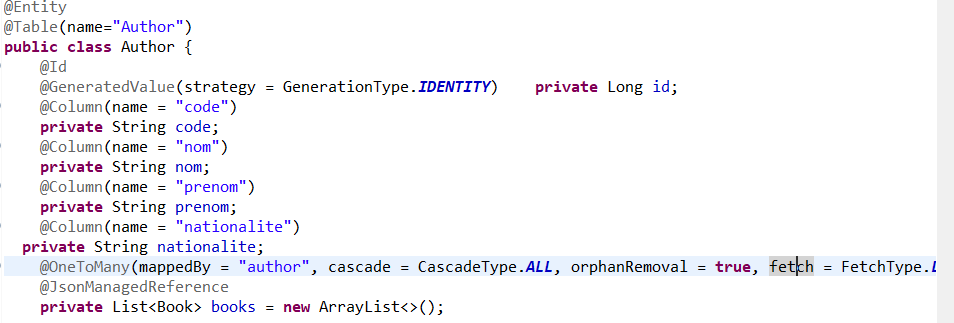 @Entity
@Table(name="Author")
public class Author {
@Id
@GeneratedValue(strategy = GenerationType.IDENTITY)    private Long id;
@Column(name = "code")
private String code;
@Column(name = "nom")
private String nom;
@Column(name = "prenom")
private String prenom;
@Column(name = "nationalite")
private String nationalite;
@OneToMany(mappedBy = "author", cascade = CascadeType.ALL, orphanRemoval = true, fetch = FetchType.
@JsonManagedReference
private List<Book> books = new ArrayList<>();